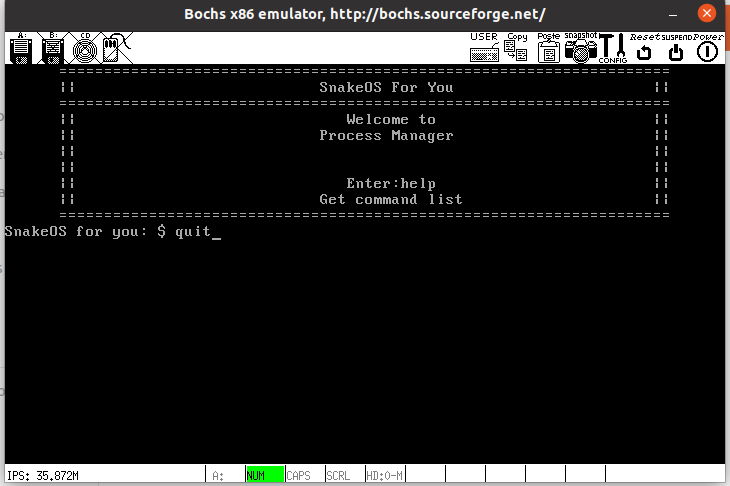 Bochs x86 emulator, http://bochs.sourceforge.net/
A: B: CD USER Copy Paste snapshot CONFIG Reset SUSPEND Power
==================================================================== 
|| SnakeOS For You ||
====================================================================
|| Welcome to ||
|| Process Manager ||
|| ||
|| ||
|| Enter:help ||
|| Get command list ||
====================================================================
SnakeOS for you: $ quit_
IPS: 35.872M A: NUM CAPS SCRL HD:0-M